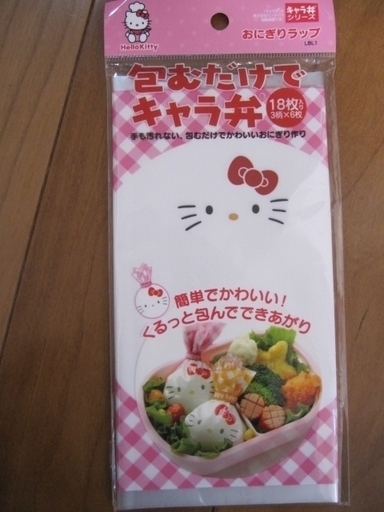 HelloKitty
キャラ弁
シリーズ
おにぎりラップ
LBL1
包むだけで
キャラ弁
18枚入り
3柄×6枚
手も汚れない、包むだけでかわいいおにぎり作り
簡単でかわいい！
くるっと包んでできあがり